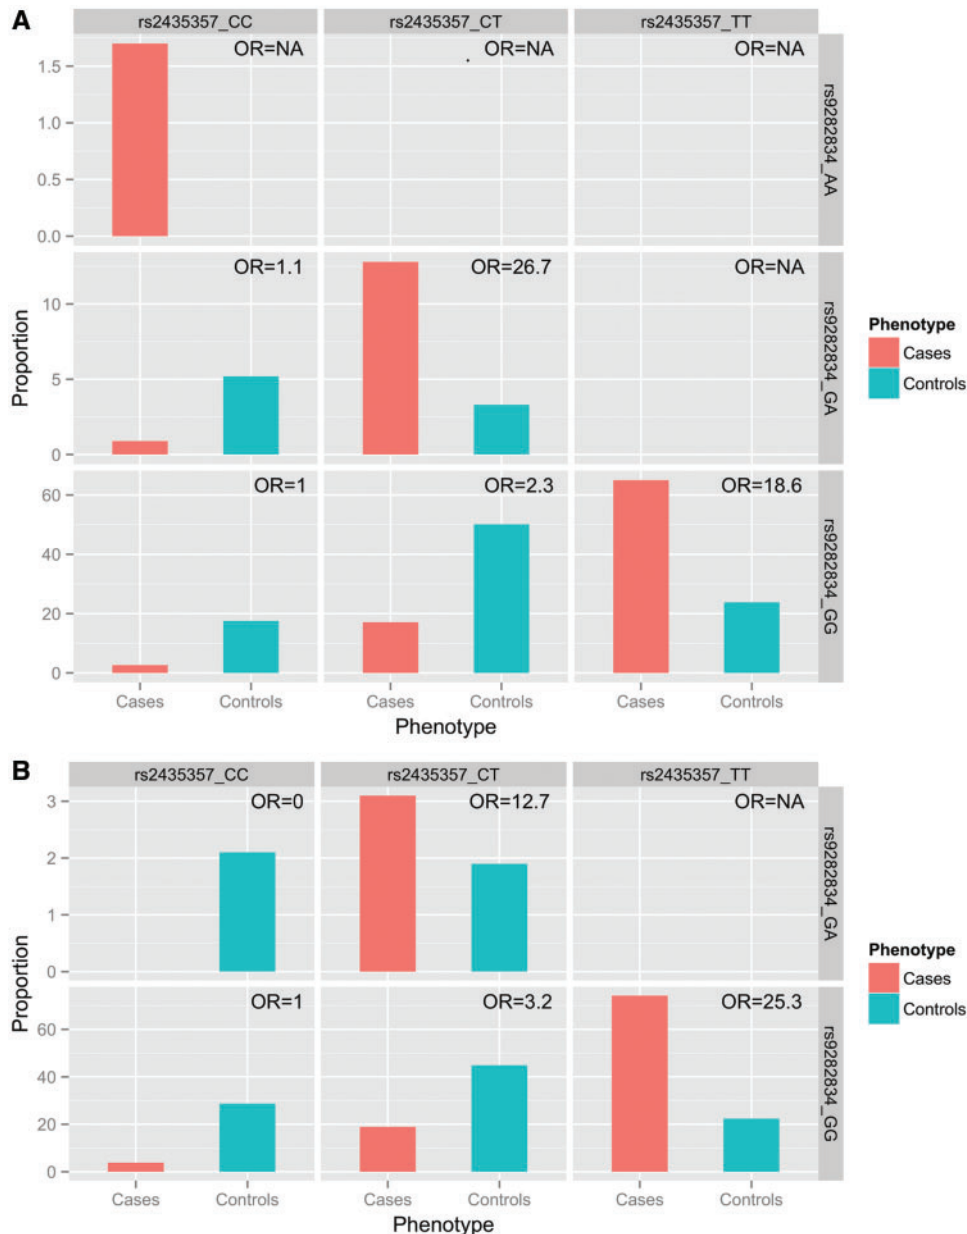 A
rs2435357_CC
rs2435357_CT
rs2435357_TT
OR=NA
OR=NA
OR=NA
1.5
1.0
0.5
0.0
rs9282834_AA
OR=1.1
OR=26.7
OR=NA
10
5
0
rs9282834_GA
OR=1
OR=2.3
OR=18.6
60
40
20
0
rs9282834_GG
Proportion
Cases
Controls
Cases
Controls
Cases
Controls
Phenotype
Phenotype
Cases
Controls
B
rs2435357_CC
rs2435357_CT
rs2435357_TT
OR=0
OR=12.7
OR=NA
3
2
1
0
rs9282834_GA
OR=1
OR=3.2
OR=25.3
60
40
20
0
rs9282834_GG
Proportion
Cases
Controls
Cases
Controls
Cases
Controls
Phenotype
Phenotype
Cases
Controls